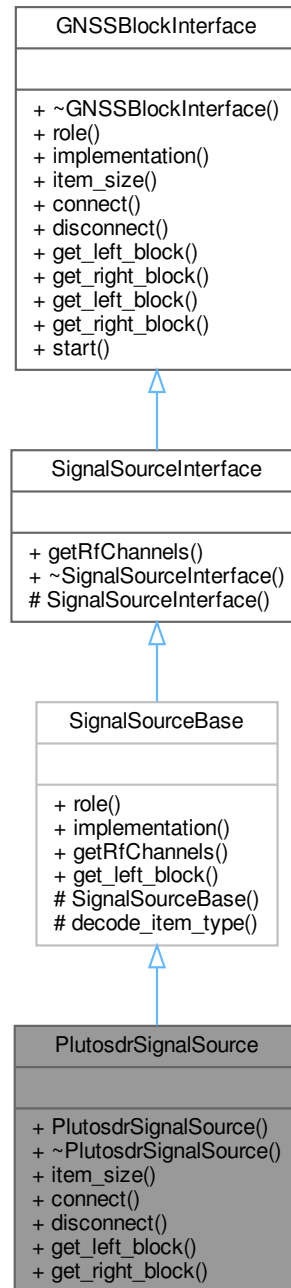 GNSSBlockInterface
+ ~GNSSBlockInterface()
+ role()
+ implementation()
+ item_size()
+ connect()
+ disconnect()
+ get_left_block()
+ get_right_block()
+ get_left_block()
+ get_right_block()
+ start()
SignalSourceInterface
+ getRfChannels()
+ ~SignalSourceInterface()
# SignalSourceInterface()
SignalSourceBase
+ role()
+ implementation()
+ getRfChannels()
+ get_left_block()
# SignalSourceBase()
# decode_item_type()
PlutosdrSignalSource
+ PlutosdrSignalSource()
+ ~PlutosdrSignalSource()
+ item_size()
+ connect()
+ disconnect()
+ get_left_block()
+ get_right_block()